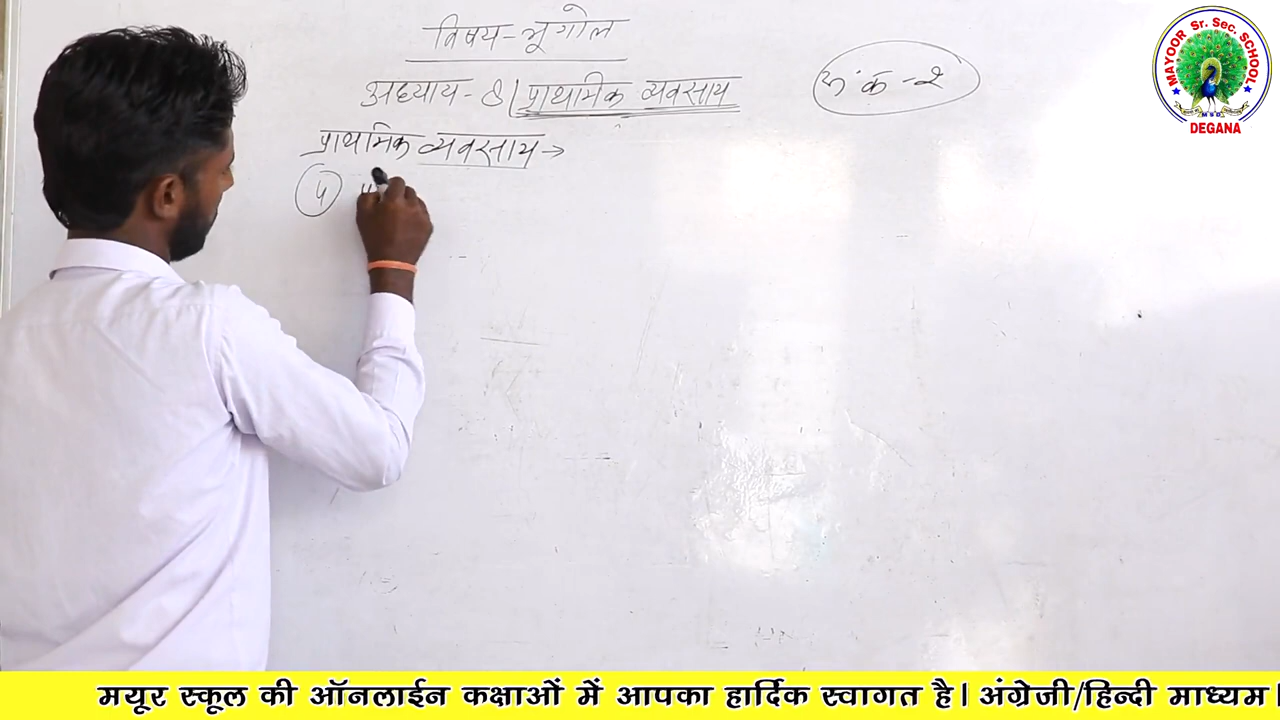 विषय-भूगोल
अध्याय - 8 | प्राथमिक व्यवसाय
अंक-2
प्राथमिक व्यवसाय →
MAYOOR Sr. Sec. SCHOOL
MSD
DEGANA
मयूर स्कूल की ऑनलाईन कक्षाओं में आपका हार्दिक स्वागत है। अंग्रेजी/हिन्दी माध्यम।